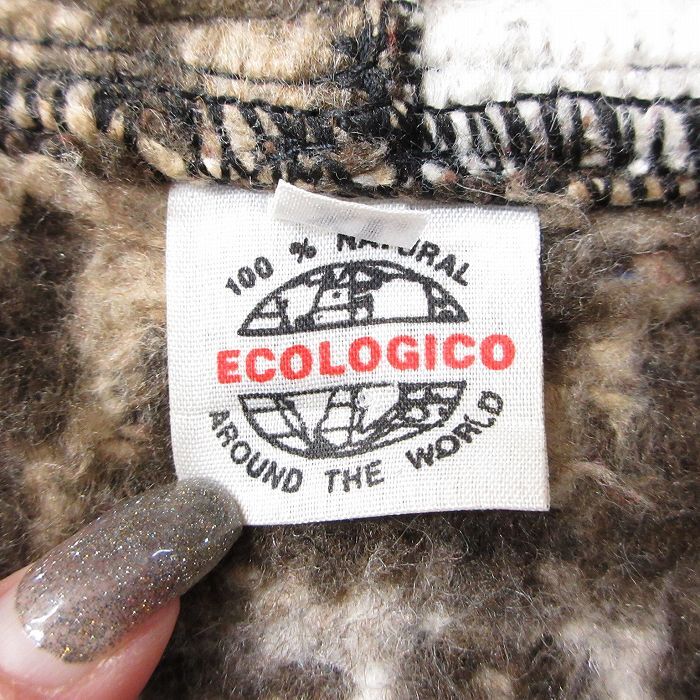 100 % NATURAL
ECOLOGICO
AROUND THE WORLD